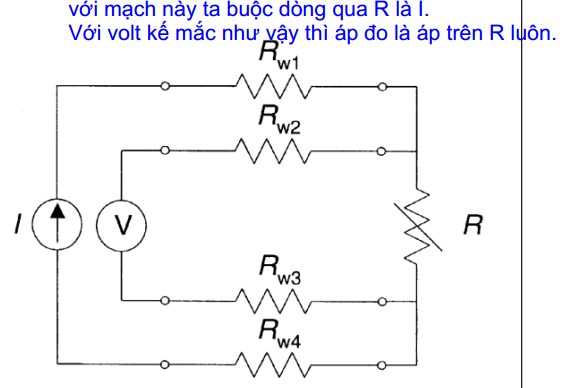 với mạch này ta buộc dòng qua R là I.
Với volt kế mắc như vậy thì áp đo là áp trên R luôn.
Rw1
Rw2
I
V
R
Rw3
Rw4